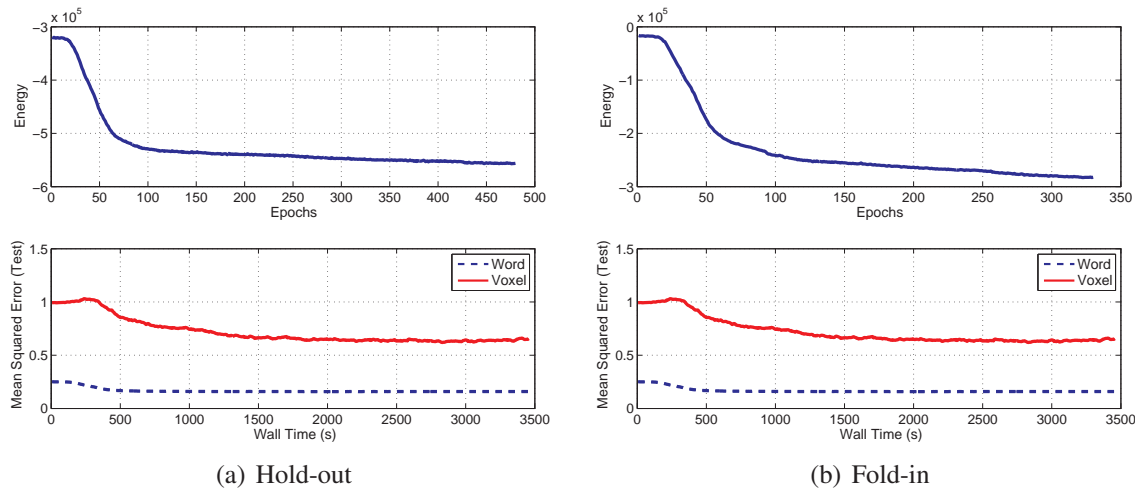 x 10⁵
−3
−4
−5
−6
Energy
0 50 100 150 200 250 300 350 400 450 500
Epochs
1.5
1
0.5
0
Mean Squared Error (Test)
Word
Voxel
0 500 1000 1500 2000 2500 3000 3500
Wall Time (s)
(a) Hold-out
x 10⁵
0
−1
−2
−3
Energy
0 50 100 150 200 250 300 350
Epochs
1.5
1
0.5
0
Mean Squared Error (Test)
Word
Voxel
0 500 1000 1500 2000 2500 3000 3500
Wall Time (s)
(b) Fold-in